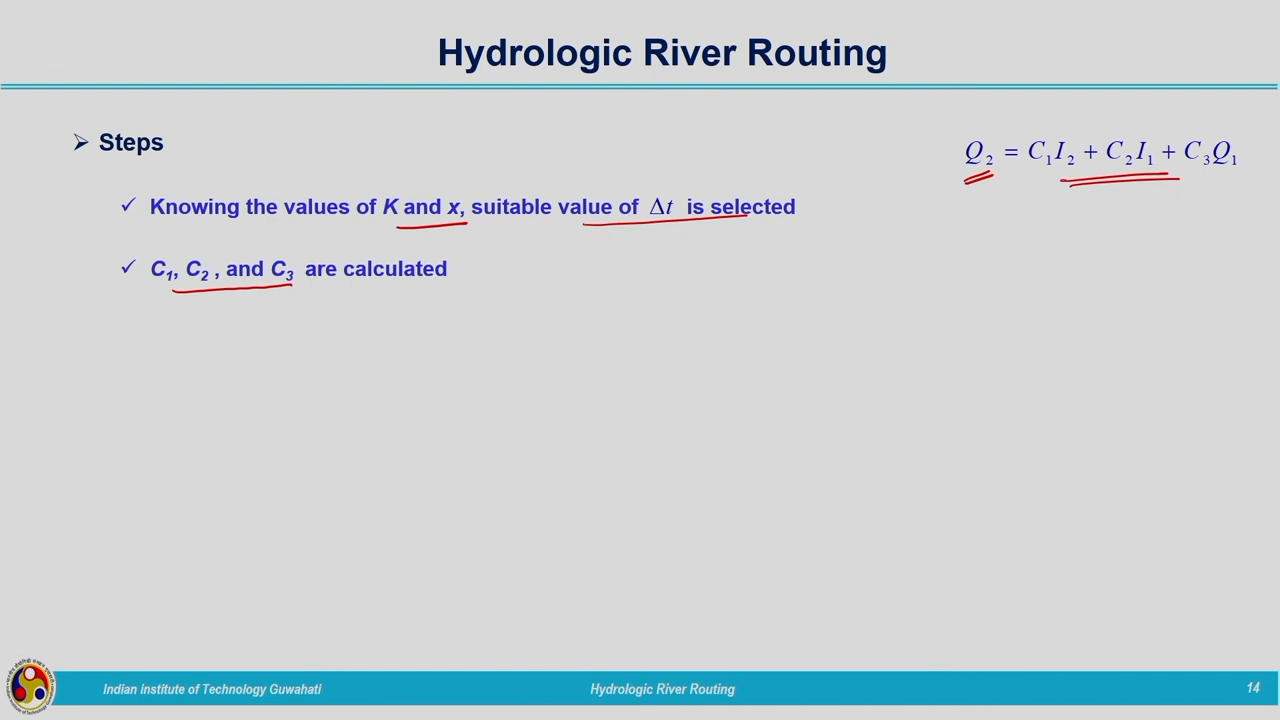 Hydrologic River Routing
➢ Steps
Q₂ = C₁I₂ + C₂I₁ + C₃Q₁
✓ Knowing the values of K and x, suitable value of Δt is selected
✓ C₁, C₂ , and C₃ are calculated
Indian institute of Technology Guwahati
Hydrologic River Routing
14